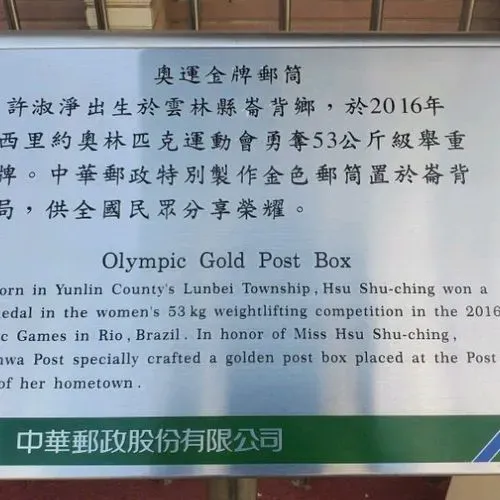 奧運金牌郵筒
許淑淨出生於雲林縣崙背鄉，於2016年
西里約奧林匹克運動會勇奪53公斤級舉重
牌。中華郵政特別製作金色郵筒置於崙背
局，供全國民眾分享榮耀。
Olympic Gold Post Box
orn in Yunlin County's Lunbei Township, Hsu Shu-ching won a
edal in the women's 53 kg weightlifting competition in the 2016
c Games in Rio, Brazil. In honor of Miss Hsu Shu-ching,
nwa Post specially crafted a golden post box placed at the Post
of her hometown.
中華郵政股份有限公司